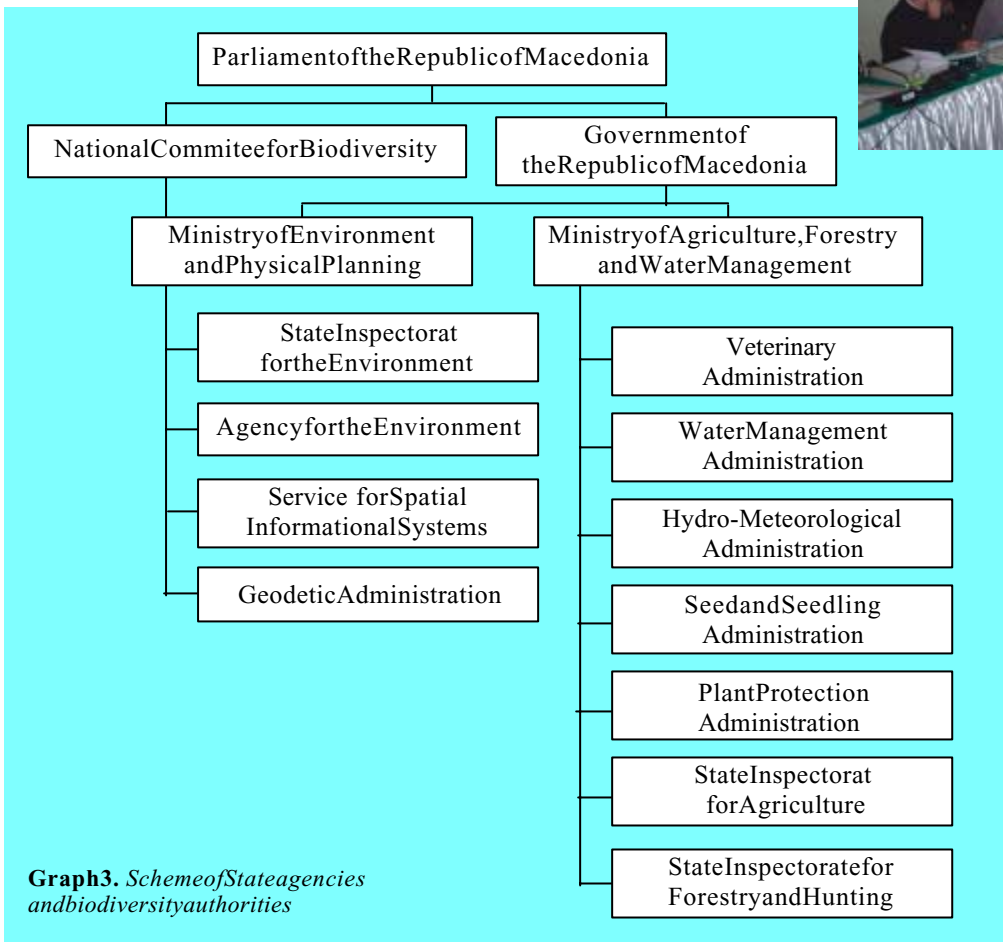 ParliamentoftheRepublicofMacedonia
NationalCommiteeforBiodiversity
Governmentof
theRepublicofMacedonia
MinistryofEnvironment
andPhysicalPlanning
MinistryofAgriculture,Forestry
andWaterManagement
StateInspectorat
fortheEnvironment
AgencyfortheEnvironment
Service forSpatial
InformationalSystems
GeodeticAdministration
Veterinary
Administration
WaterManagement
Administration
Hydro-Meteorological
Administration
SeedandSeedling
Administration
PlantProtection
Administration
StateInspectorat
forAgriculture
StateInspectoratefor
ForestryandHunting
Graph3. SchemeofStateagencies
andbiodiversityauthorities